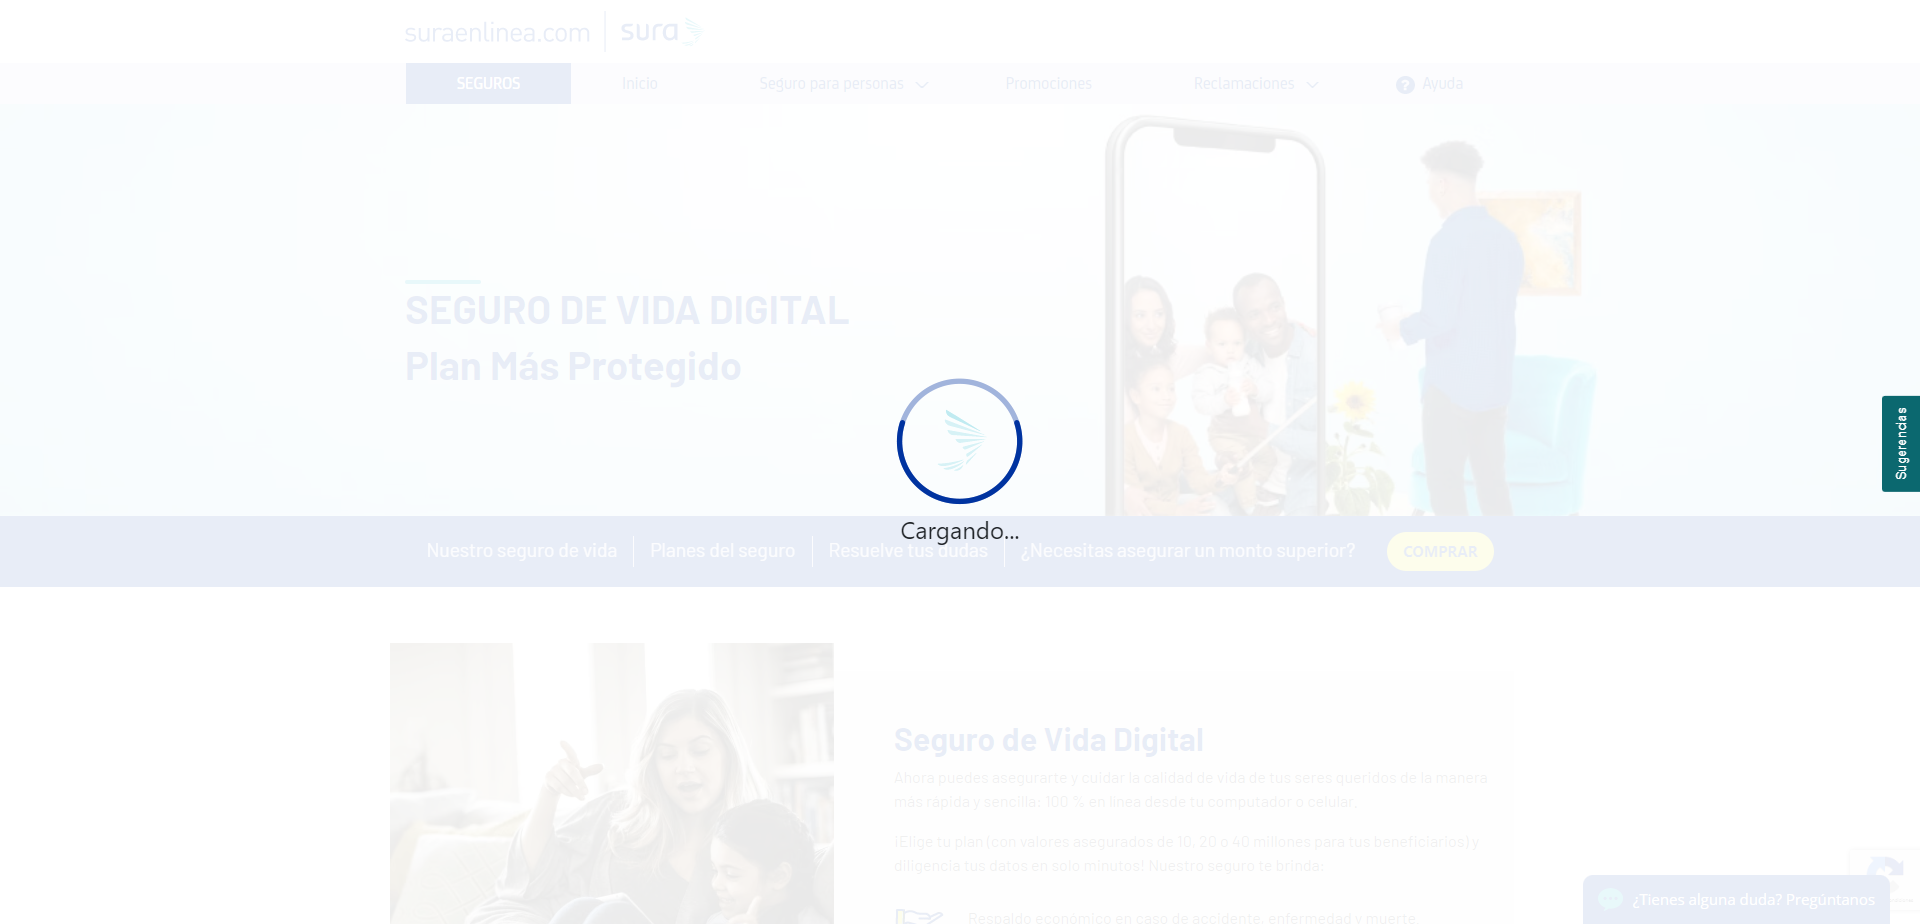 suraenlinea.com
sura
SEGUROS
Inicio
Seguro para personas
Promociones
Reclamaciones
? Ayuda
SEGURO DE VIDA DIGITAL
Plan Más Protegido
Cargando...
Sugerencias
Nuestro seguro de vida
Planes del seguro
Resuelve tus dudas
¿Necesitas asegurar un monto superior?
COMPRAR
Seguro de Vida Digital
Ahora puedes asegurarte y cuidar la calidad de vida de tus seres queridos de la manera
más rápida y sencilla: 100 % en línea desde tu computador o celular.
¡Elige tu plan (con valores asegurados de 10, 20 o 40 millones para tus beneficiarios) y
diligencia tus datos en solo minutos! Nuestro seguro te brinda:
Respaldo económico en caso de accidente, enfermedad y muerte.
¿Tienes alguna duda? Pregúntanos